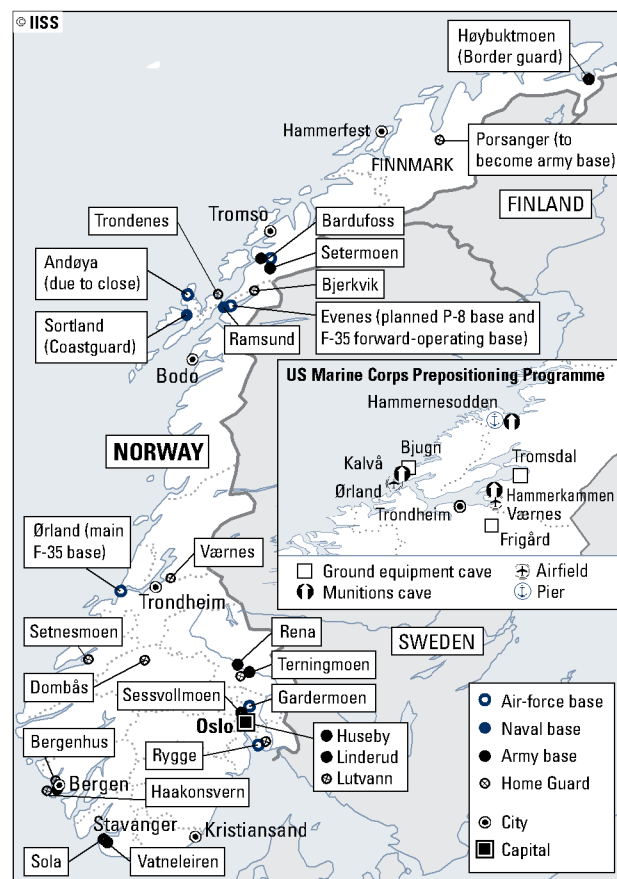 © IISS
Høybuktmoen
(Border guard)
Hammerfest
Porsanger (to
become army base)
FINNMARK
FINLAND
Trondenes
Tromsø
Bardufoss
Setermoen
Andøya
(due to close)
Bjerkvik
Sortland
(Coastguard)
Ramsund
Evenes (planned P-8 base and
F-35 forward-operating base)
Bodo
US Marine Corps Prepositioning Programme
Hammernesodden
NORWAY
Bjugn
Kalvå
Tromsdal
Ørland
Hammerkammen
Trondheim
Værnes
Frigård
Ground equipment cave
Airfield
Munitions cave
Pier
Ørland (main
F-35 base)
Værnes
Trondheim
Setnesmoen
Rena
SWEDEN
Dombås
Terningmoen
Sessvollmoen
Gardermoen
Oslo
Huseby
Linderud
Lutvann
Bergenhus
Rygge
Bergen
Haakonsvern
Stavanger
Kristiansand
Sola
Vatneleiren
Air-force base
Naval base
Army base
Home Guard
City
Capital